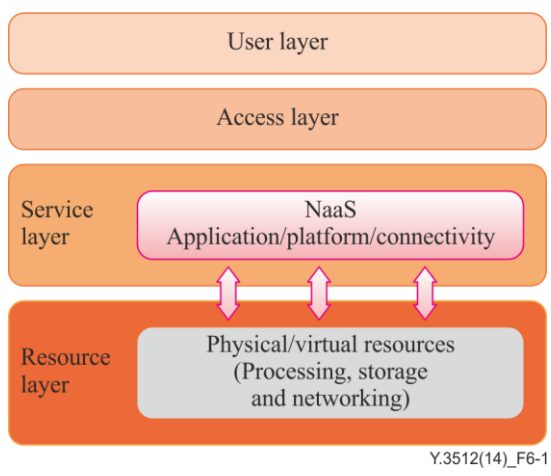 User layer
Access layer
Service
layer
NaaS
Application/platform/connectivity
Resource
layer
Physical/virtual resources
(Processing, storage
and networking)
Y.3512(14)_F6-1